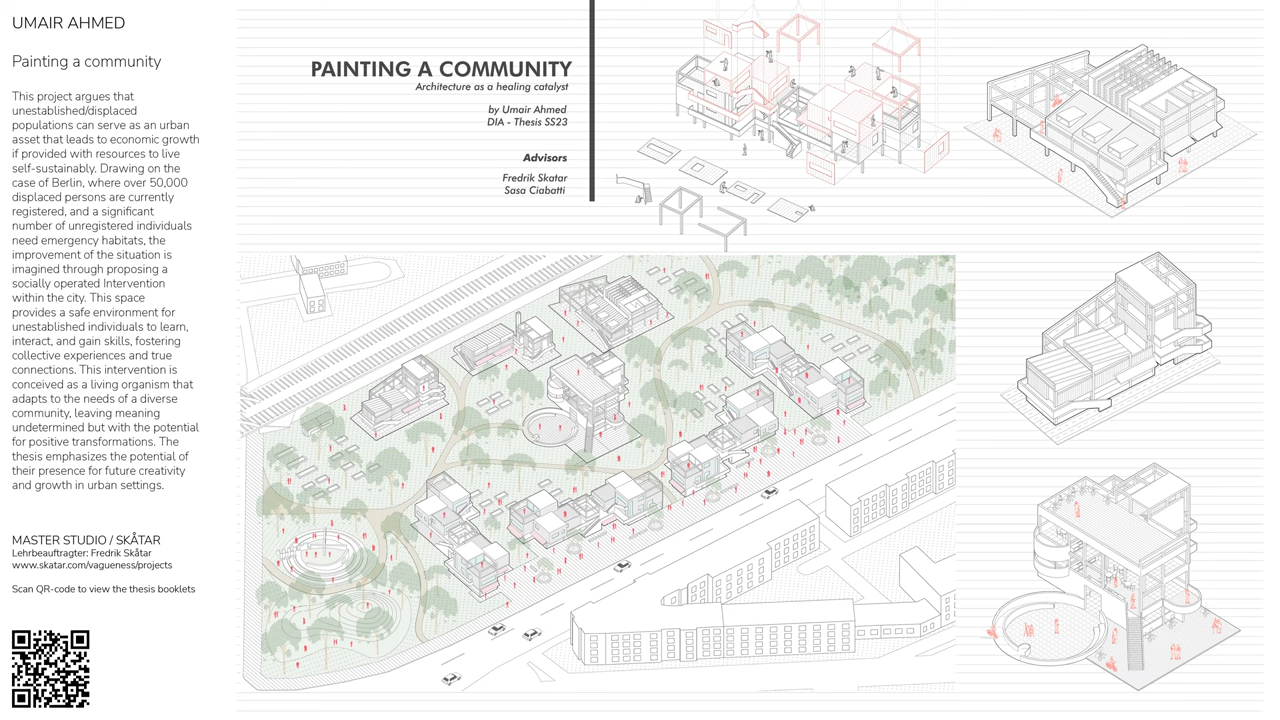 UMAIR AHMED
Painting a community
This project argues that
unestablished/displaced
populations can serve as an urban
asset that leads to economic growth
if provided with resources to live
self-sustainably. Drawing on the
case of Berlin, where over 50,000
displaced persons are currently
registered, and a significant
number of unregistered individuals
need emergency habitats, the
improvement of the situation is
imagined through proposing a
socially operated Intervention
within the city. This space
provides a safe environment for
unestablished individuals to learn,
interact, and gain skills, fostering
collective experiences and true
connections. This intervention is
conceived as a living organism that
adapts to the needs of a diverse
community, leaving meaning
undetermined but with the potential
for positive transformations. The
thesis emphasizes the potential of
their presence for future creativity
and growth in urban settings.
MASTER STUDIO / SKÅTAR
Lehrbeauftragter: Fredrik Skåtar
www.skatar.com/vagueness/projects
Scan QR-code to view the thesis booklets
PAINTING A COMMUNITY
Architecture as a healing catalyst
by Umair Ahmed
DIA - Thesis SS23
Advisors
Fredrik Skatar
Sasa Ciabatti